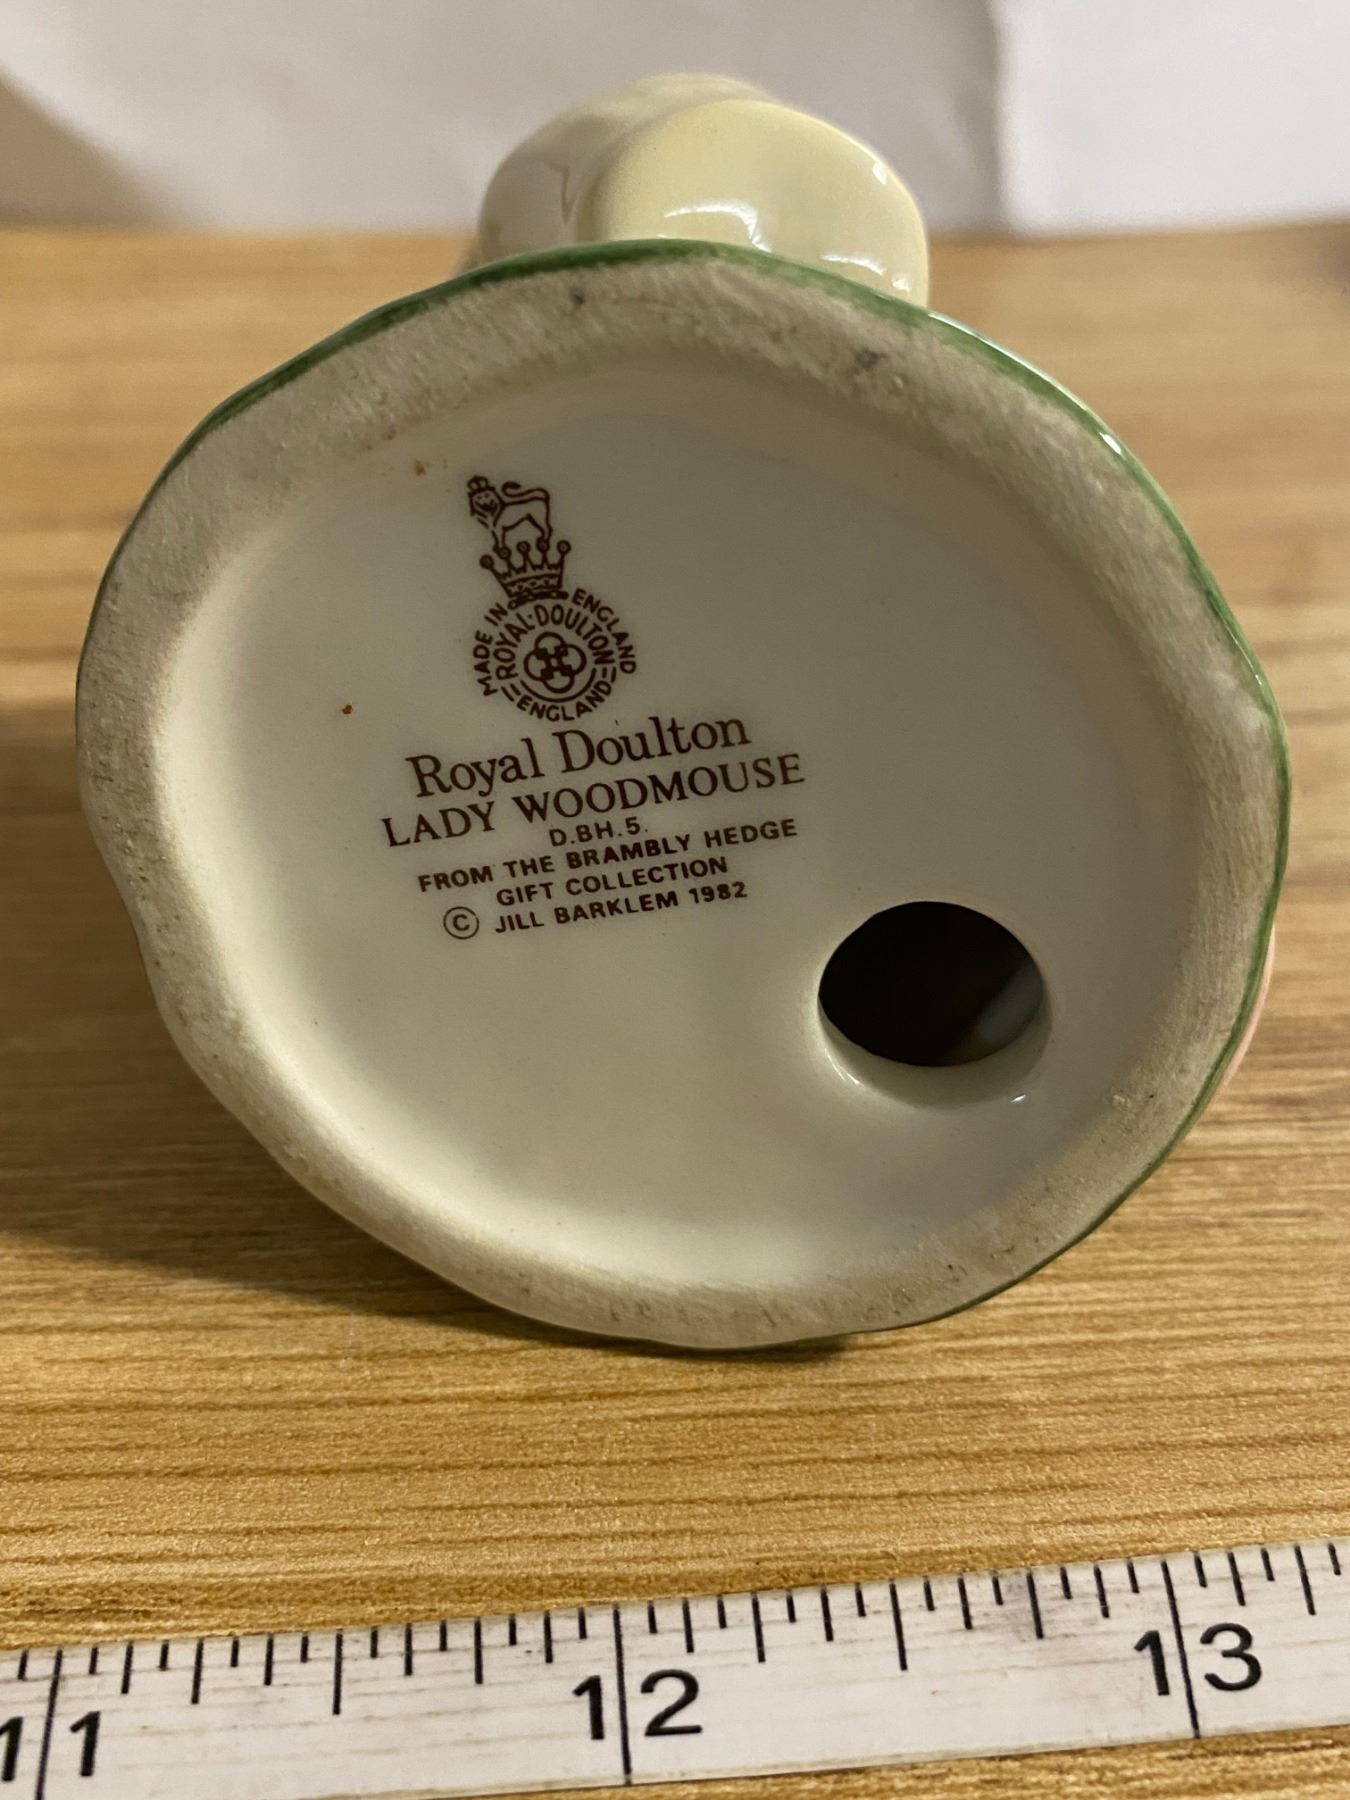 MADE IN ENGLAND
ROYAL·DOULTON
ENGLAND
Royal Doulton
LADY WOODMOUSE
D.BH.5.
FROM THE BRAMBLY HEDGE
GIFT COLLECTION
© JILL BARKLEM 1982
11 12 13